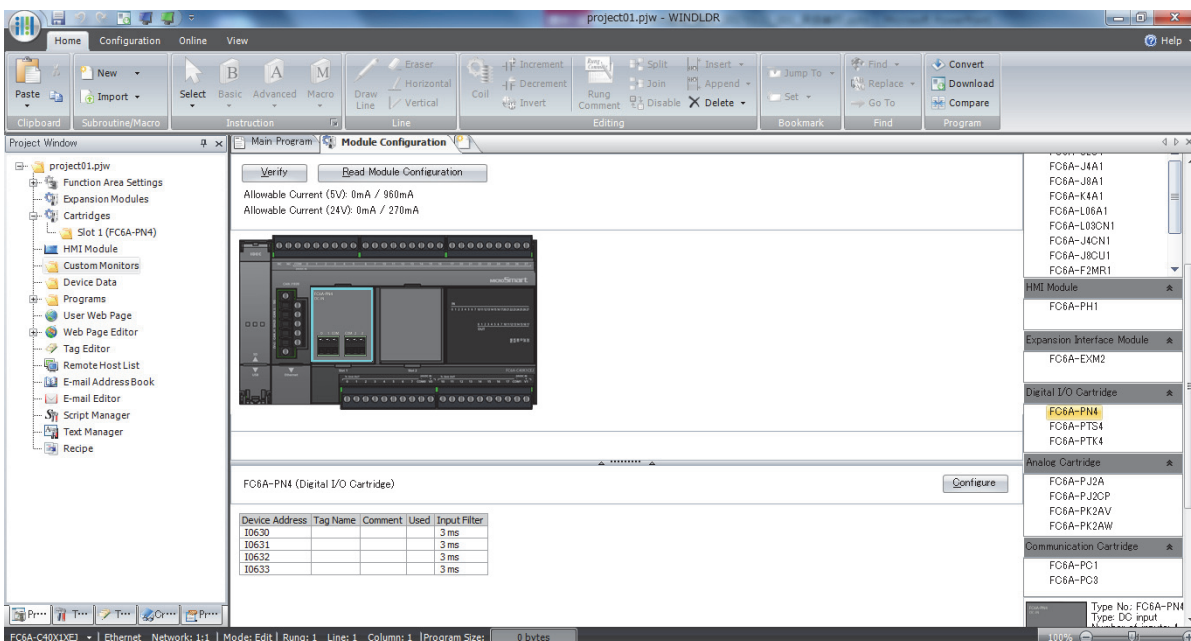 project01.pjw - WINDLDR
Home Configuration Online View Help
Paste
New
Import
Select
B A M
Basic Advanced Macro
Draw Line
Eraser
Horizontal
Vertical
Coil
Increment
Decrement
Invert
Rung Comment
Split
Join
Disable
Insert
Append
Delete
Jump To
Set
Find
Replace
Go To
Convert
Download
Compare
Clipboard Subroutine/Macro Instruction Line Editing Bookmark Find Program
Project Window
project01.pjw
Function Area Settings
Expansion Modules
Cartridges
Slot 1 (FC6A-PN4)
HMI Module
Custom Monitors
Device Data
Programs
User Web Page
Web Page Editor
Tag Editor
Remote Host List
E-mail Address Book
E-mail Editor
Script Manager
Text Manager
Recipe
Pr··· T··· T··· Cr··· Pr···
Main Program Module Configuration
Verify Read Module Configuration
Allowable Current (5V): 0mA / 960mA
Allowable Current (24V): 0mA / 270mA
FC6A-PN4 (Digital I/O Cartridge)
Configure
Device Address Tag Name Comment Used Input Filter
I0630 3 ms
I0631 3 ms
I0632 3 ms
I0633 3 ms
FC6A-J4A1
FC6A-J8A1
FC6A-K4A1
FC6A-L06A1
FC6A-L03CN1
FC6A-J4CN1
FC6A-J8CU1
FC6A-F2MR1
HMI Module
FC6A-PH1
Expansion Interface Module
FC6A-EXM2
Digital I/O Cartridge
FC6A-PN4
FC6A-PTS4
FC6A-PTK4
Analog Cartridge
FC6A-PJ2A
FC6A-PJ2CP
FC6A-PK2AV
FC6A-PK2AW
Communication Cartridge
FC6A-PC1
FC6A-PC3
Type No.: FC6A-PN4
Type: DC input
FC6A-C40X1XEJ Ethernet Network: 1:1 | Mode: Edit | Rung: 1 Line: 1 Column: 1 | Program Size: 0 bytes 100%